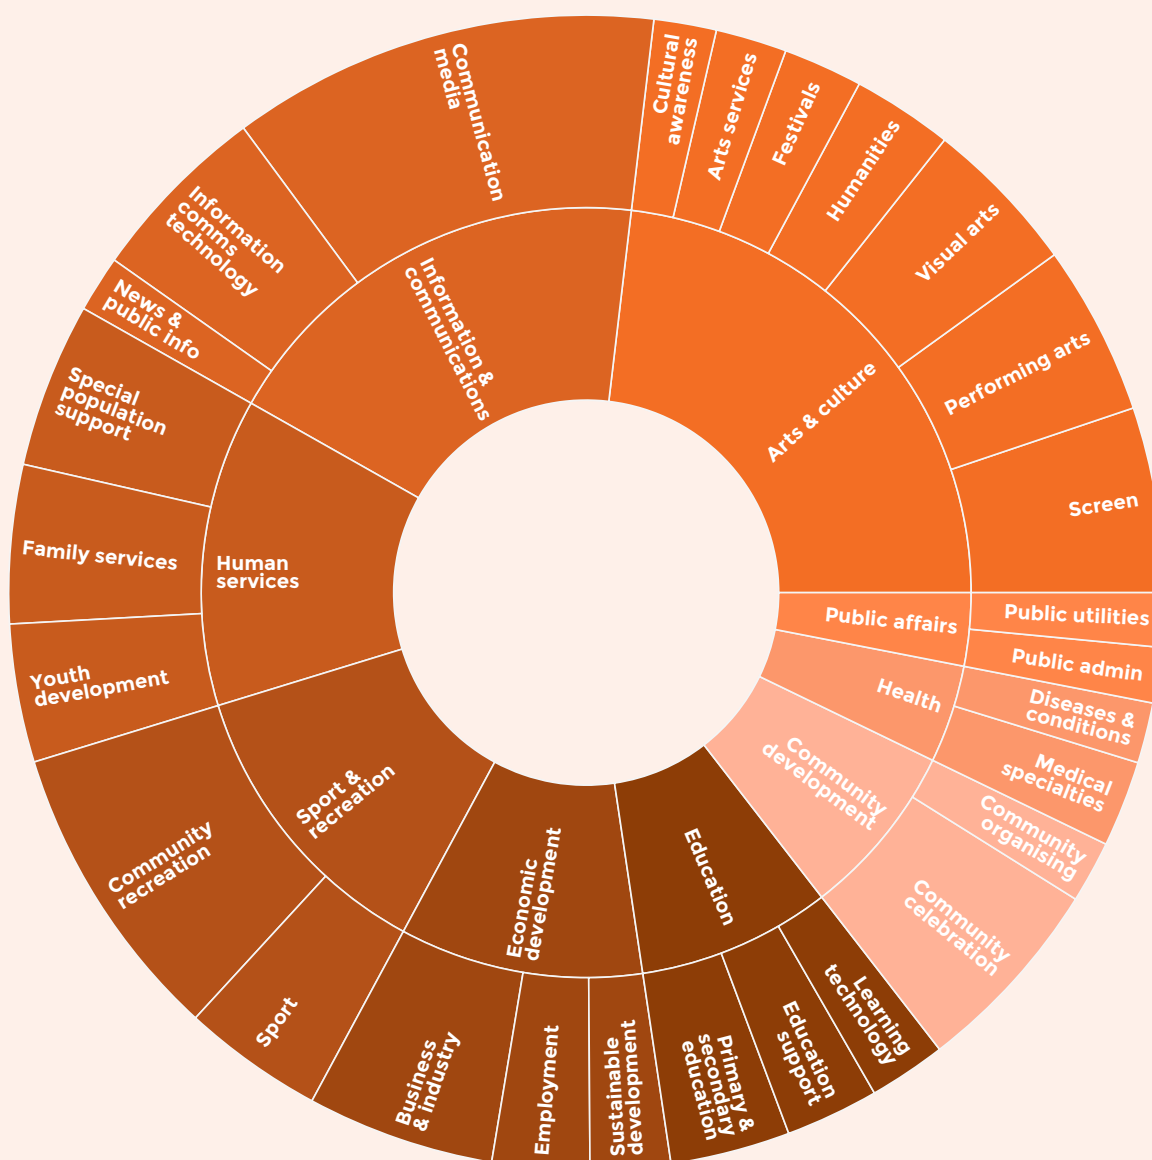 Communication
media
Cultural
awareness
Arts services
Festivals
Humanities
Visual arts
Performing arts
Screen
Information
comms
technology
News &
public info
Information &
communications
Arts & culture
Special
population
support
Family services
Youth
development
Human
services
Public affairs
Public utilities
Public admin
Health
Diseases &
conditions
Medical
specialties
Community
development
Community
organising
Community
celebration
Sport &
recreation
Community
recreation
Sport
Economic
development
Business
& industry
Employment
Sustainable
development
Education
Primary &
secondary
education
Education
support
Learning
technology